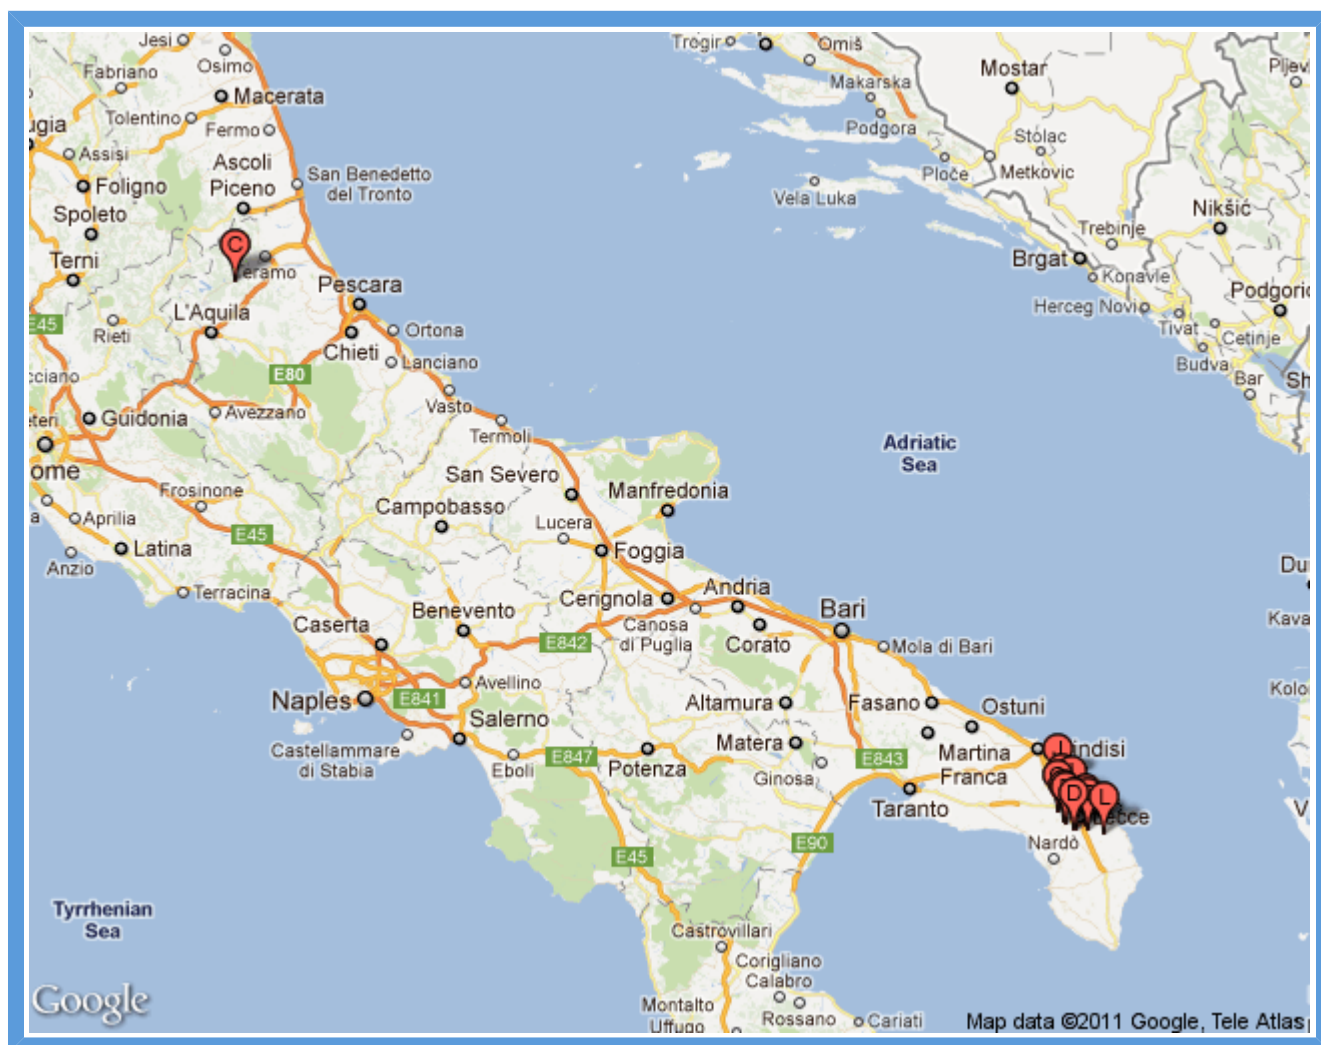 Jesi
Osimo
Trogir
Omiš
Fabriano
Macerata
Makarska
Mostar
Tolentino
Fermo
Podgora
Stolac
Assisi
Ascoli
Piceno
San Benedetto
del Tronto
Ploče
Metkovic
Foligno
Vela Luka
Nikšić
Spoleto
Trebinje
C
Terni
Teramo
Brgat
Konavle
Pescara
Herceg Novi
L'Aquila
E45
Rieti
Ortona
Tivat
Cetinje
Chieti
Lanciano
Budva
E80
Bar
Guidonia
Avezzano
Vasto
Termoli
Adriatic
Sea
San Severo
Frosinone
Manfredonia
Campobasso
Aprilia
Lucera
E45
Latina
Foggia
Anzio
Terracina
Andria
Cerignola
Benevento
Bari
Caserta
Canosa
di Puglia
E842
Corato
Mola di Bari
Avellino
Naples
E841
Altamura
Fasano
Ostuni
Salerno
Castellammare
di Stabia
E847
Matera
Martina
Franca
Eboli
Potenza
Ginosa
E843
Taranto
D
L
Lecce
Nardò
E90
E45
Tyrrhenian
Sea
Castrovillari
Corigliano
Calabro
Google
Montalto
Uffugo
Rossano
Cariati
Map data ©2011 Google, Tele Atlas